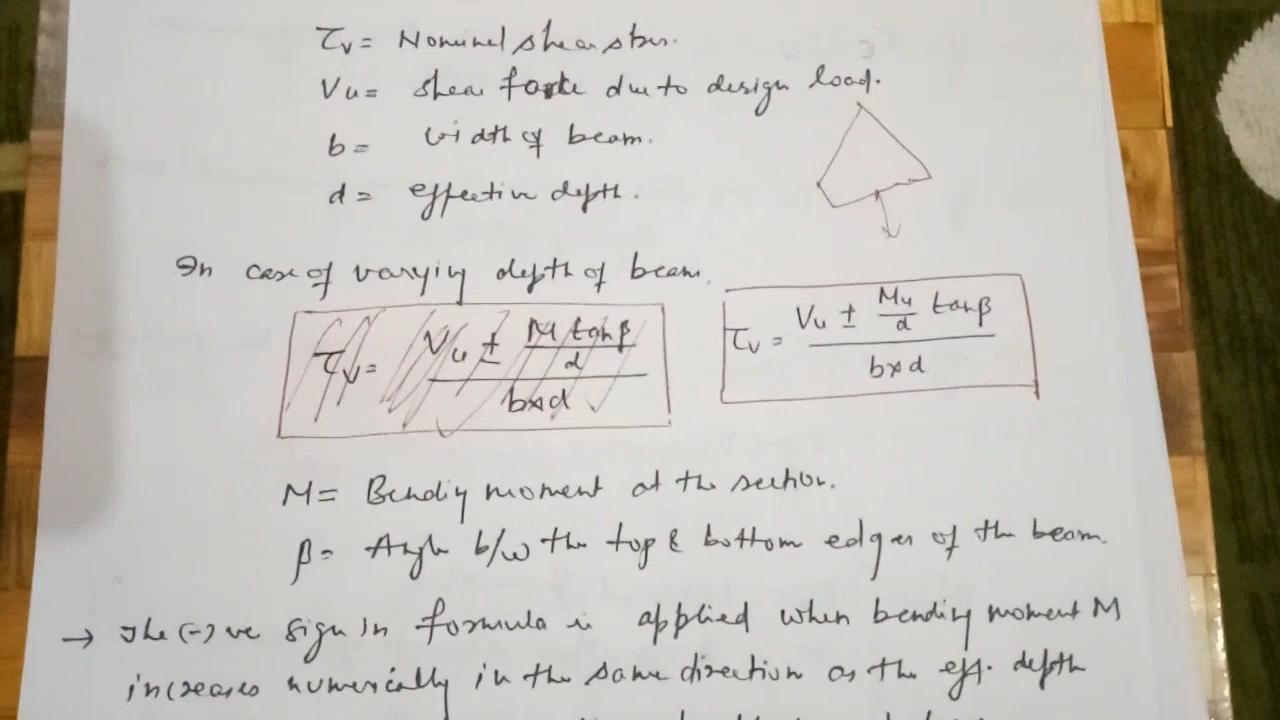 τv = Nominal shear stress.
Vu = shear force due to design load.
b = width of beam.
d = effective depth.
In case of varying depth of beam.
τv = (Vu ± (M tanβ)/d) / (b×d)
τv = (Vu ± (Mu/d) tanβ) / (b×d)
M = Bending moment at the section.
β = Angle b/w the top & bottom edges of the beam.
→ The (-)ve sign in formula is applied when bending moment M
increases numerically in the same direction as the eff. depth